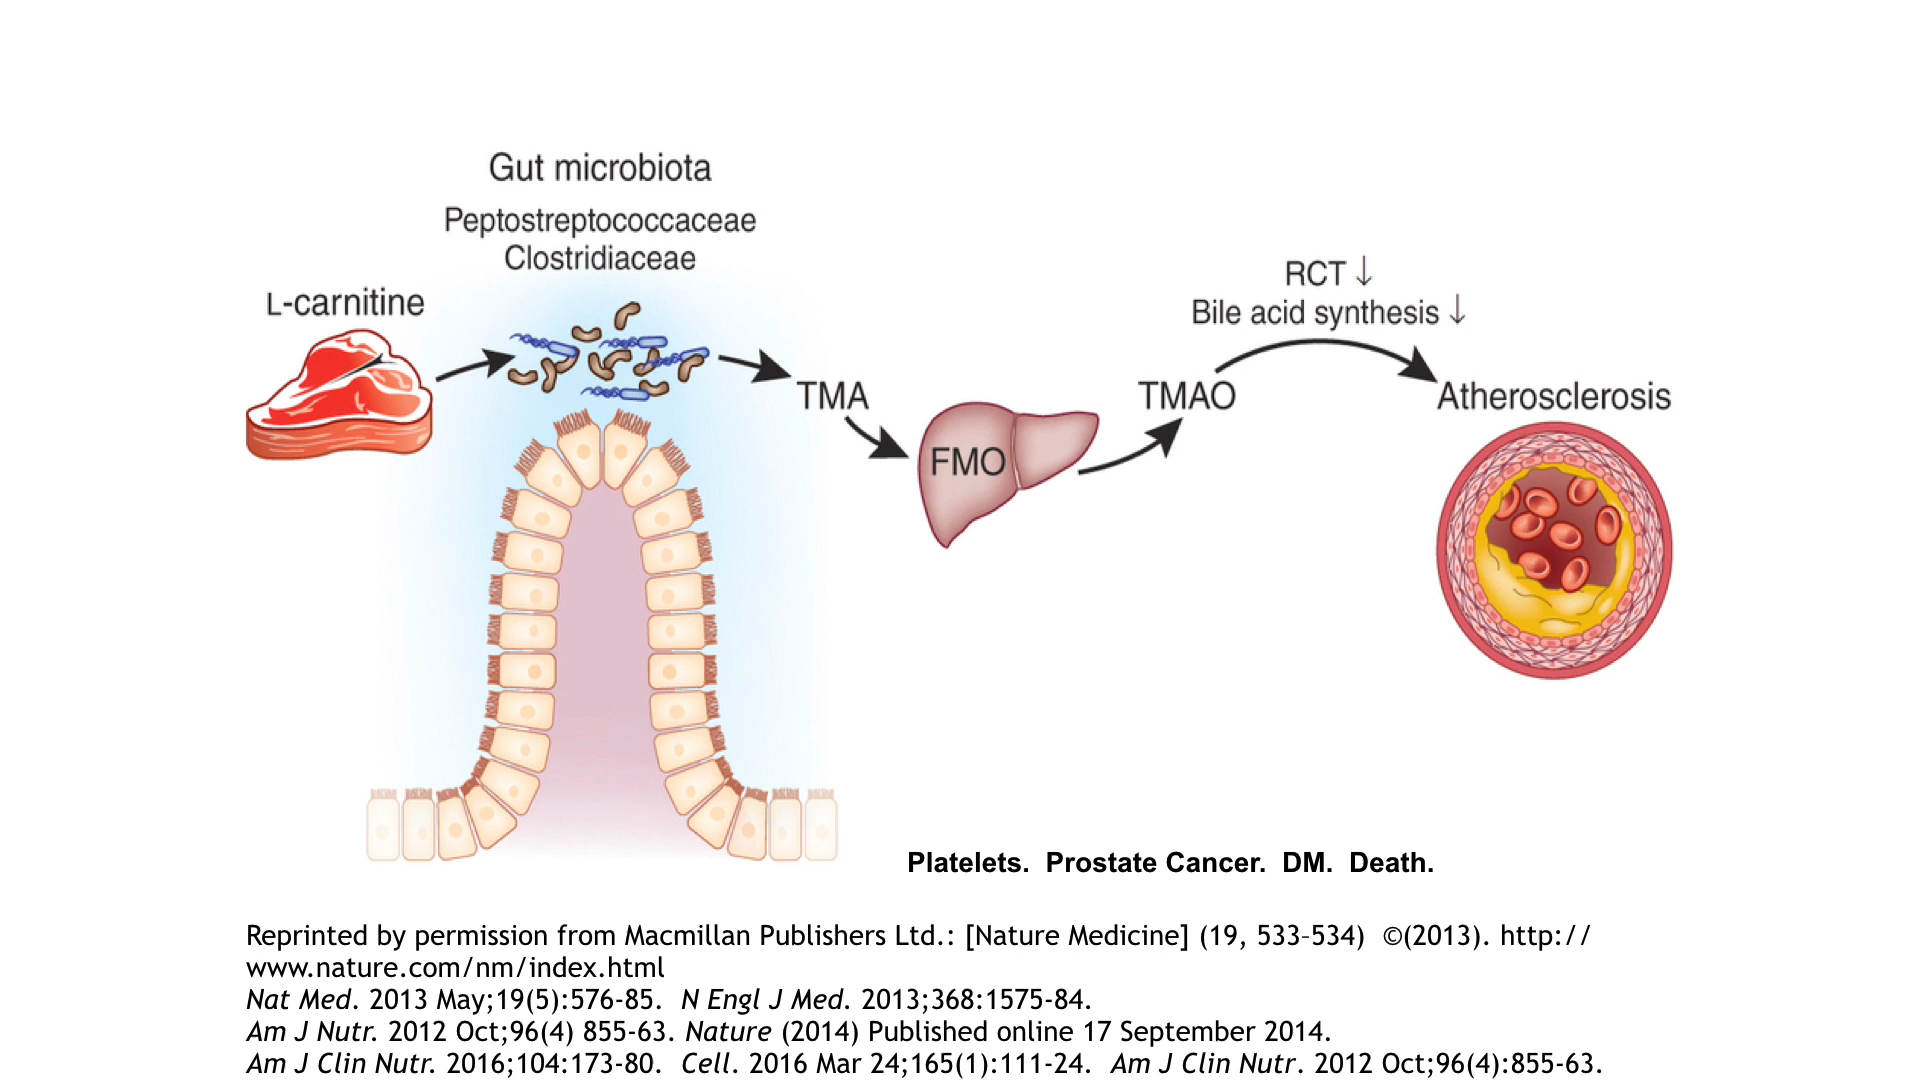 Gut microbiota
Peptostreptococcaceae
Clostridiaceae
L-carnitine
TMA
FMO
TMAO
RCT ↓
Bile acid synthesis ↓
Atherosclerosis
Platelets.  Prostate Cancer.  DM.  Death.
Reprinted by permission from Macmillan Publishers Ltd.: [Nature Medicine] (19, 533–534)  ©(2013). http://
www.nature.com/nm/index.html
Nat Med. 2013 May;19(5):576-85.  N Engl J Med. 2013;368:1575-84.
Am J Nutr. 2012 Oct;96(4) 855-63. Nature (2014) Published online 17 September 2014.
Am J Clin Nutr. 2016;104:173-80.  Cell. 2016 Mar 24;165(1):111-24.  Am J Clin Nutr. 2012 Oct;96(4):855-63.